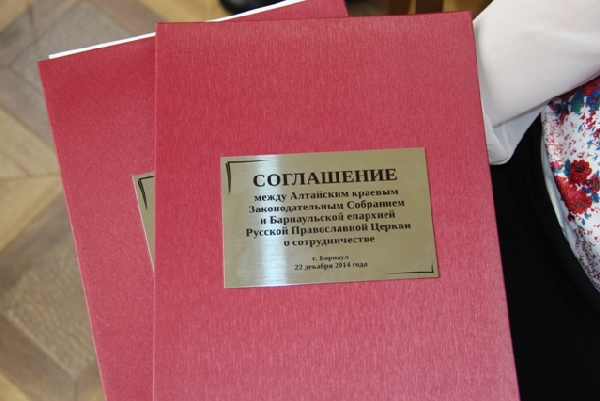 СОГЛАШЕНИЕ
между Алтайским краевым
Законодательным Собранием
и Барнаульской епархией
Русской Православной Церкви
о сотрудничестве
г. Барнаул
22 декабря 2014 года